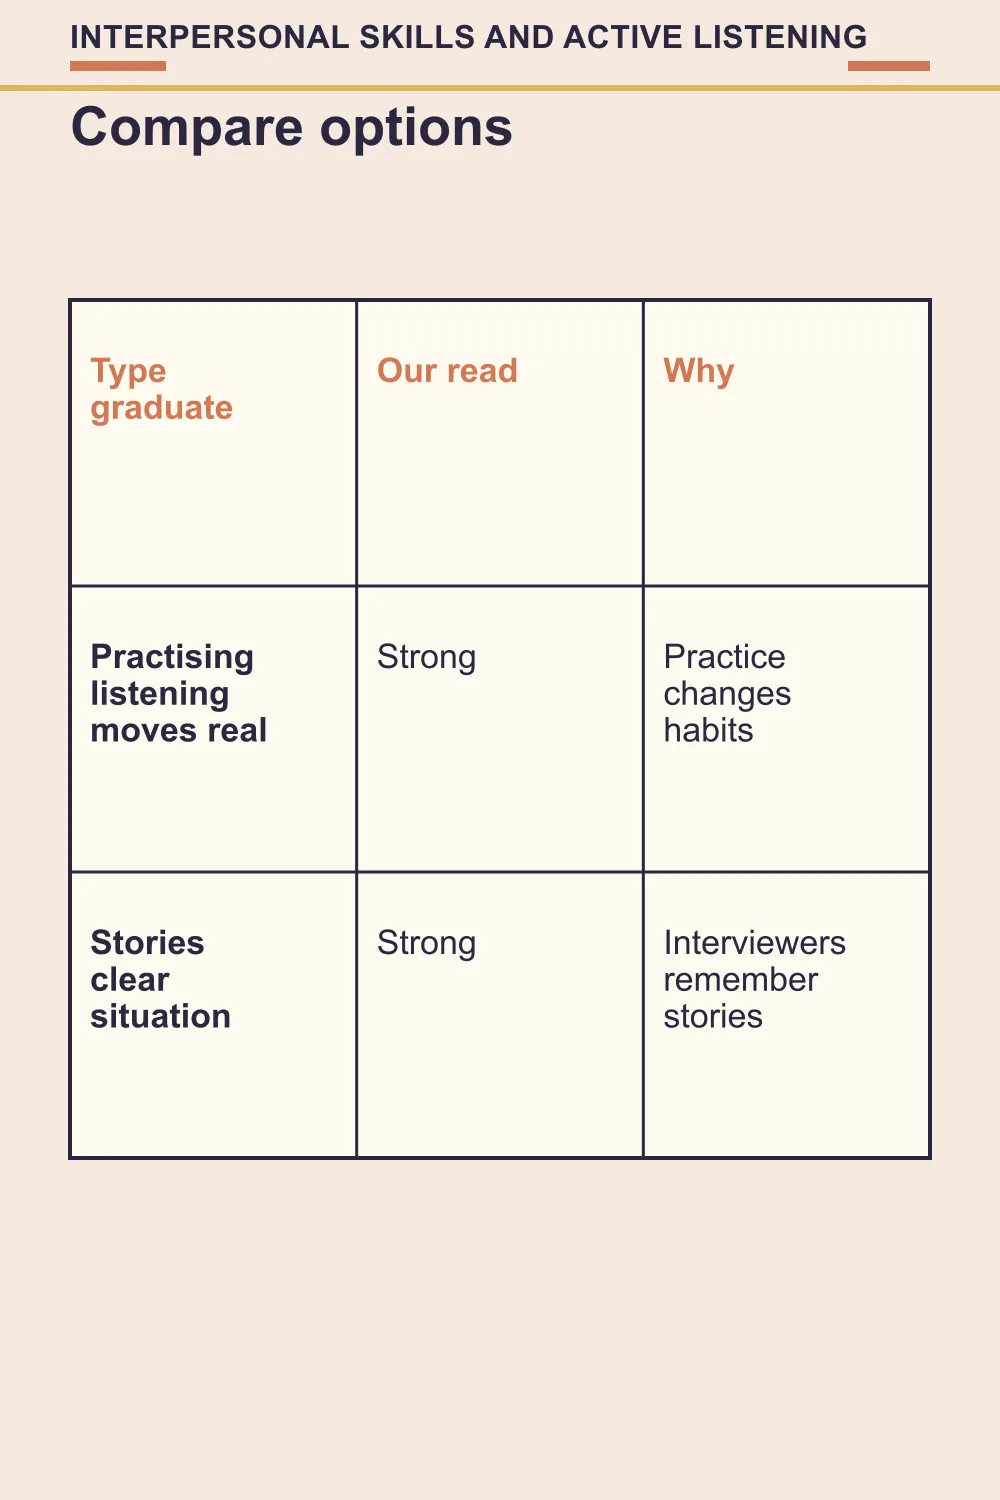 INTERPERSONAL SKILLS AND ACTIVE LISTENING
Compare options
Type
graduate
Our read
Why
Practising
listening
moves real
Strong
Practice
changes
habits
Stories
clear
situation
Strong
Interviewers
remember
stories